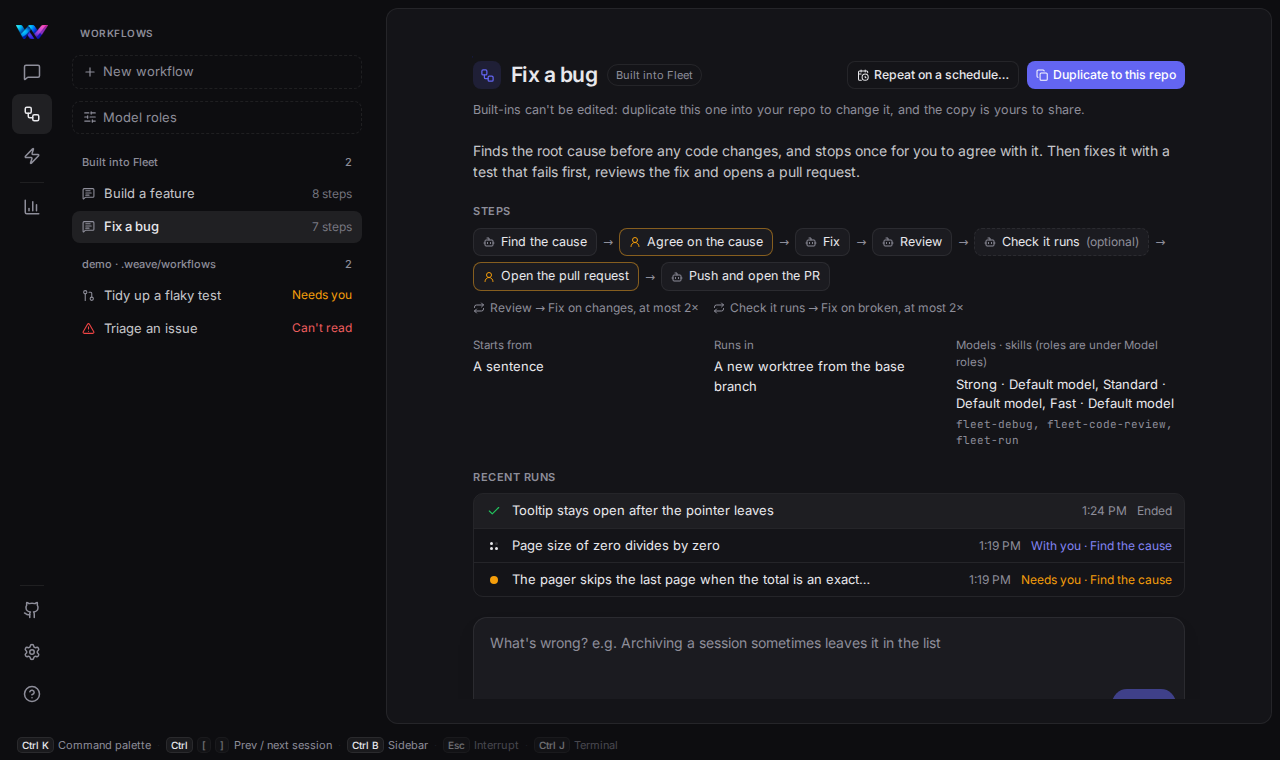 WORKFLOWS
New workflow
Model roles
Built into Fleet 2
Build a feature 8 steps
Fix a bug 7 steps
demo · .weave/workflows 2
Tidy up a flaky test Needs you
Triage an issue Can't read
Fix a bug Built into Fleet Repeat on a schedule... Duplicate to this repo
Built-ins can't be edited: duplicate this one into your repo to change it, and the copy is yours to share.
Finds the root cause before any code changes, and stops once for you to agree with it. Then fixes it with a
test that fails first, reviews the fix and opens a pull request.
STEPS
Find the cause → Agree on the cause → Fix → Review → Check it runs (optional) →
Open the pull request → Push and open the PR
Review → Fix on changes, at most 2× Check it runs → Fix on broken, at most 2×
Starts from
A sentence
Runs in
A new worktree from the base
branch
Models · skills (roles are under Model
roles)
Strong · Default model, Standard ·
Default model, Fast · Default model
fleet-debug, fleet-code-review,
fleet-run
RECENT RUNS
Tooltip stays open after the pointer leaves 1:24 PM Ended
Page size of zero divides by zero 1:19 PM With you · Find the cause
The pager skips the last page when the total is an exact... 1:19 PM Needs you · Find the cause
What's wrong? e.g. Archiving a session sometimes leaves it in the list
Ctrl K Command palette Ctrl [ ] Prev / next session Ctrl B Sidebar Esc Interrupt Ctrl J Terminal